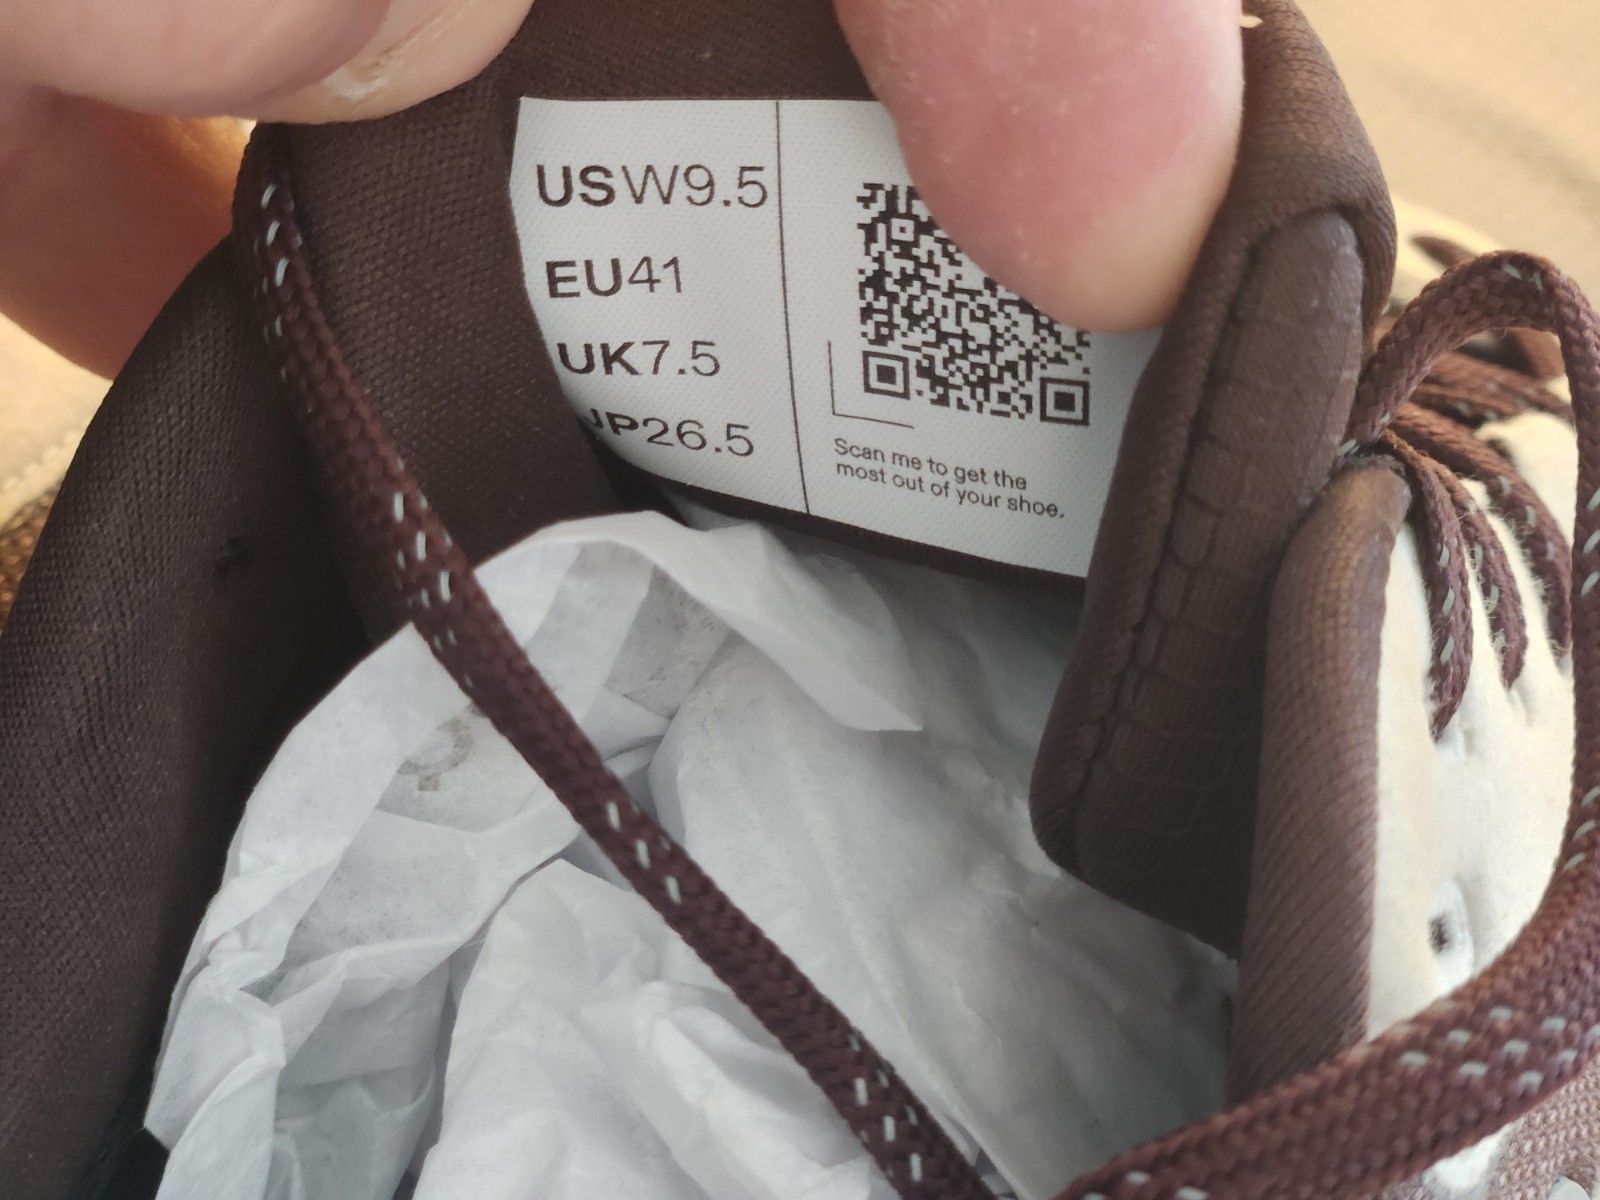 USW9.5
EU41
UK7.5
JP26.5
Scan me to get the
most out of your shoe.